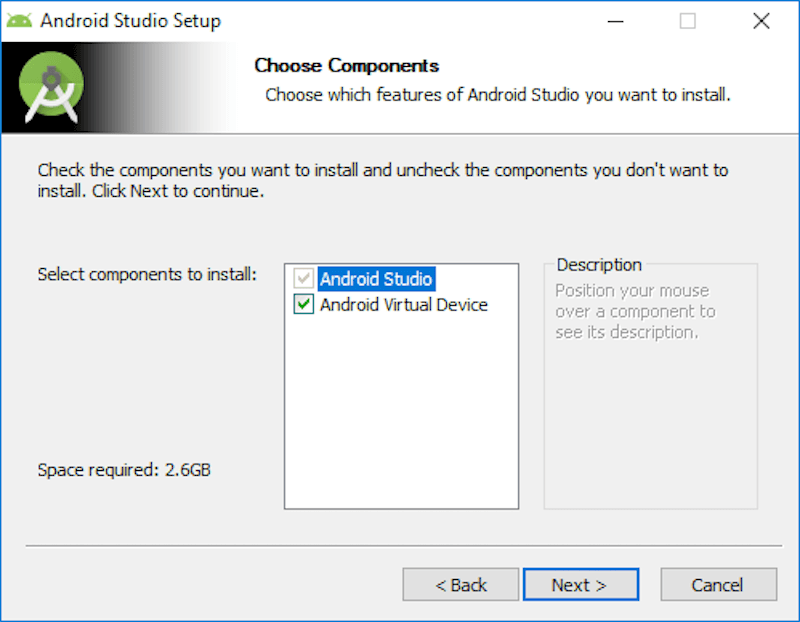 Android Studio Setup
Choose Components
Choose which features of Android Studio you want to install.
Check the components you want to install and uncheck the components you don't want to
install. Click Next to continue.
Select components to install:
Android Studio
Android Virtual Device
Description
Position your mouse
over a component to
see its description.
Space required: 2.6GB
< Back
Next >
Cancel